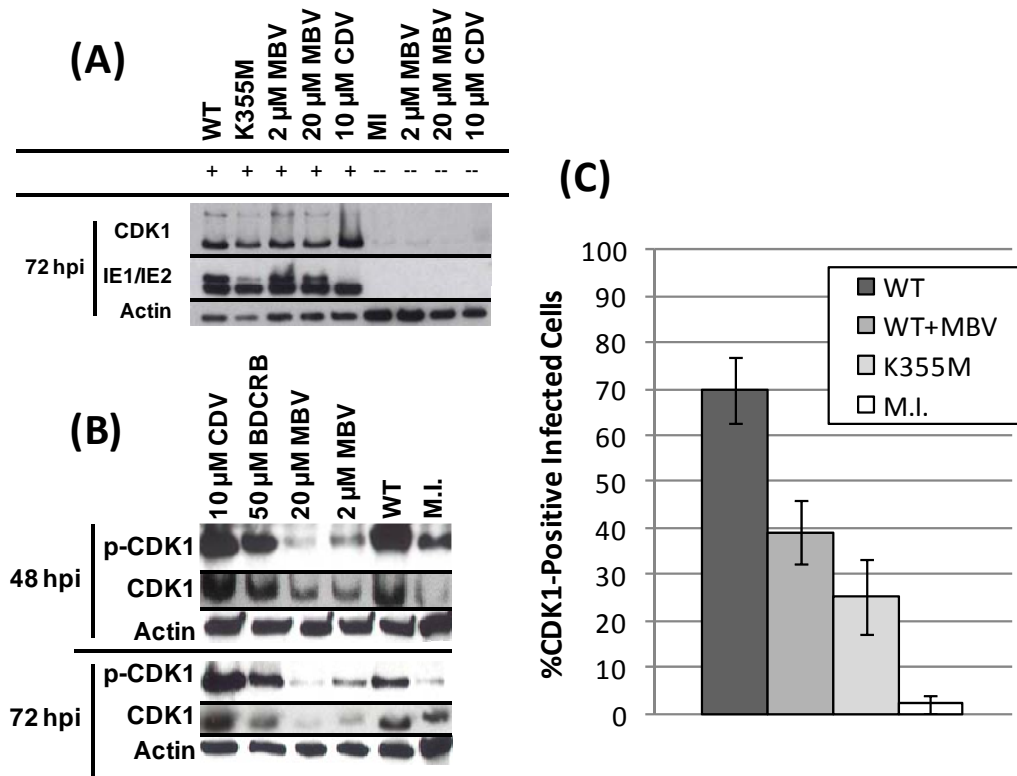 (A)
WT
K355M
2 µM MBV
20 µM MBV
10 µM CDV
MI
2 µM MBV
20 µM MBV
10 µM CDV
+ + + + + -- -- -- --
72 hpi
CDK1
IE1/IE2
Actin
(B)
10 µM CDV
50 µM BDCRB
20 µM MBV
2 µM MBV
WT
M.I.
48 hpi
p-CDK1
CDK1
Actin
72 hpi
p-CDK1
CDK1
Actin
(C)
%CDK1-Positive Infected Cells
100
90
80
70
60
50
40
30
20
10
0
WT
WT+MBV
K355M
M.I.